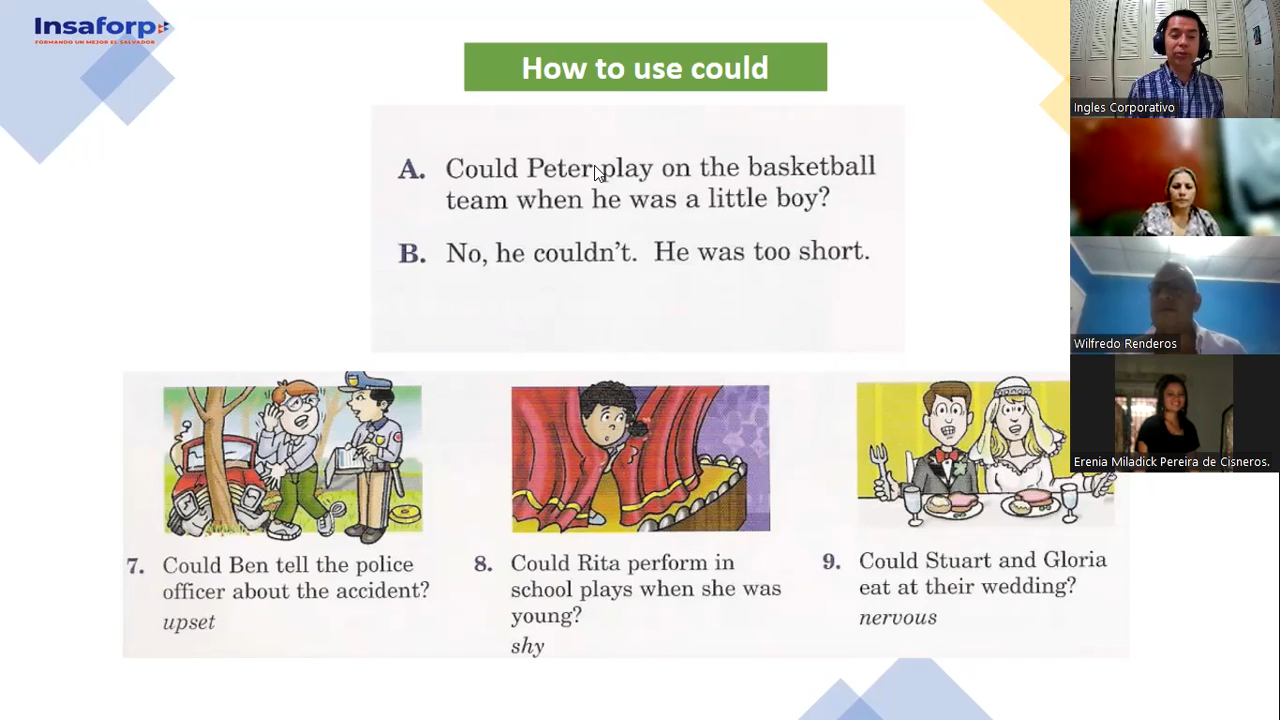 Insaforp
FORMANDO UN MEJOR EL SALVADOR
How to use could
A. Could Peter play on the basketball
team when he was a little boy?
B. No, he couldn't. He was too short.
7. Could Ben tell the police
officer about the accident?
upset
8. Could Rita perform in
school plays when she was
young?
shy
9. Could Stuart and Gloria
eat at their wedding?
nervous
Ingles Corporativo
Wilfredo Renderos
Erenia Miladick Pereira de Cisneros.